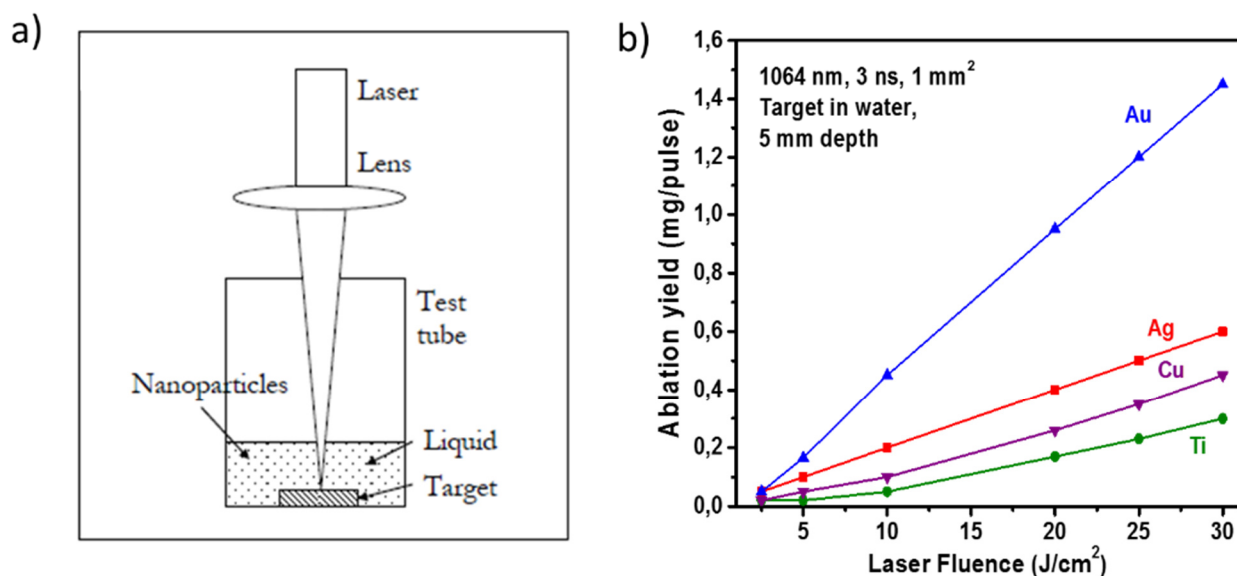 a)
Laser
Lens
Test
tube
Nanoparticles
Liquid
Target
b)
1,6
1,4
1,2
1,0
0,8
0,6
0,4
0,2
0,0
Ablation yield (mg/pulse)
1064 nm, 3 ns, 1 mm²
Target in water,
5 mm depth
Au
Ag
Cu
Ti
5 10 15 20 25 30
Laser Fluence (J/cm²)